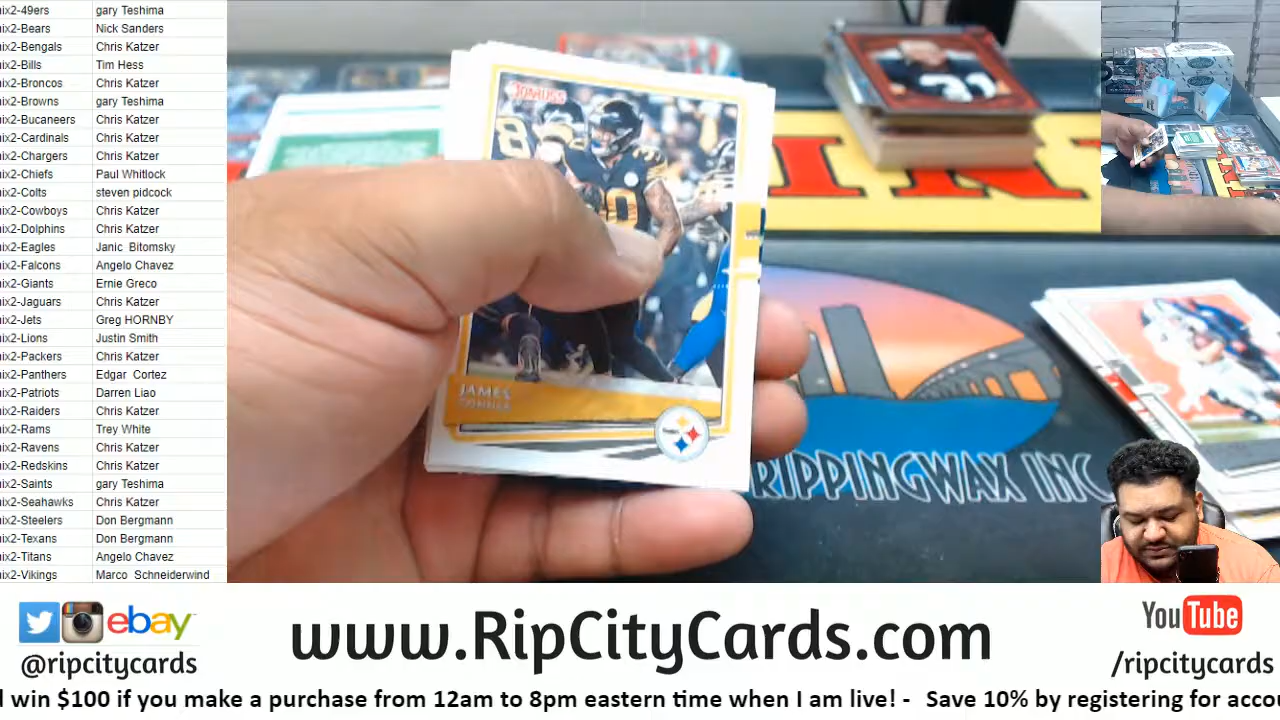 ix2-49ers gary Teshima
ix2-Bears Nick Sanders
ix2-Bengals Chris Katzer
ix2-Bills Tim Hess
ix2-Broncos Chris Katzer
ix2-Browns gary Teshima
ix2-Bucaneers Chris Katzer
ix2-Cardinals Chris Katzer
ix2-Chargers Chris Katzer
ix2-Chiefs Paul Whitlock
ix2-Colts steven pidcock
ix2-Cowboys Chris Katzer
ix2-Dolphins Chris Katzer
ix2-Eagles Janic Bitomsky
ix2-Falcons Angelo Chavez
ix2-Giants Ernie Greco
ix2-Jaguars Chris Katzer
ix2-Jets Greg HORNBY
ix2-Lions Justin Smith
ix2-Packers Chris Katzer
ix2-Panthers Edgar Cortez
ix2-Patriots Darren Liao
ix2-Raiders Chris Katzer
ix2-Rams Trey White
ix2-Ravens Chris Katzer
ix2-Redskins Chris Katzer
ix2-Saints gary Teshima
ix2-Seahawks Chris Katzer
ix2-Steelers Don Bergmann
ix2-Texans Don Bergmann
ix2-Titans Angelo Chavez
ix2-Vikings Marco Schneiderwind
DONRUSS
JAMES
CONNER
30
31
IN
RIPPINGWAX INC
ebay
@ripcitycards
www.RipCityCards.com
YouTube
/ripcitycards
d win $100 if you make a purchase from 12am to 8pm eastern time when I am live! - Save 10% by registering for accou